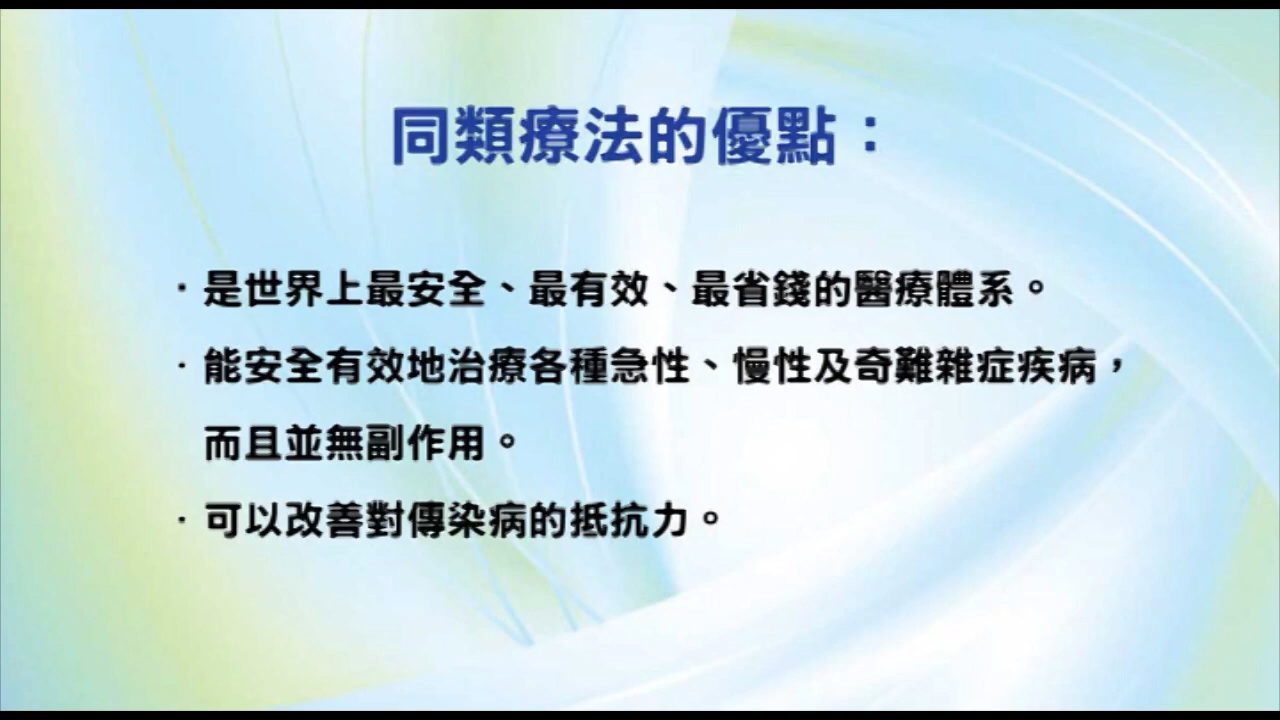 同類療法的優點：
· 是世界上最安全、最有效、最省錢的醫療體系。
· 能安全有效地治療各種急性、慢性及奇難雜症疾病，
而且並無副作用。
· 可以改善對傳染病的抵抗力。